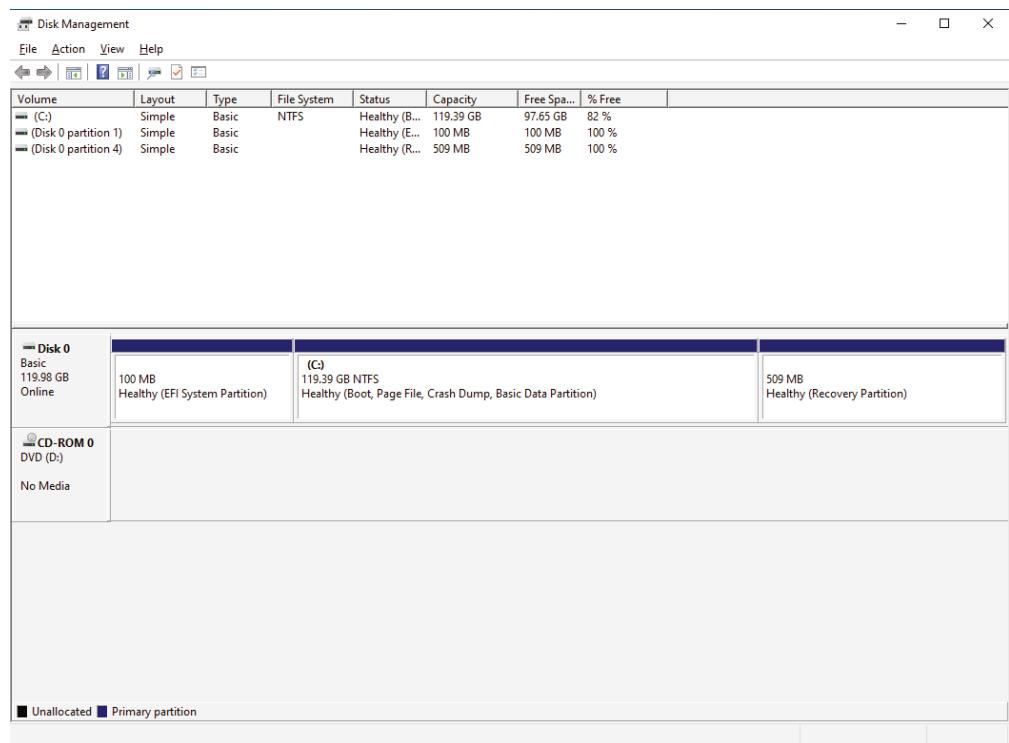 Disk Management
File Action View Help
Volume Layout Type File System Status Capacity Free Spa... % Free
(C:) Simple Basic NTFS Healthy (B... 119.39 GB 97.65 GB 82 %
(Disk 0 partition 1) Simple Basic Healthy (E... 100 MB 100 MB 100 %
(Disk 0 partition 4) Simple Basic Healthy (R... 509 MB 509 MB 100 %
Disk 0
Basic
119.98 GB
Online
100 MB
Healthy (EFI System Partition)
(C:)
119.39 GB NTFS
Healthy (Boot, Page File, Crash Dump, Basic Data Partition)
509 MB
Healthy (Recovery Partition)
CD-ROM 0
DVD (D:)
No Media
Unallocated Primary partition